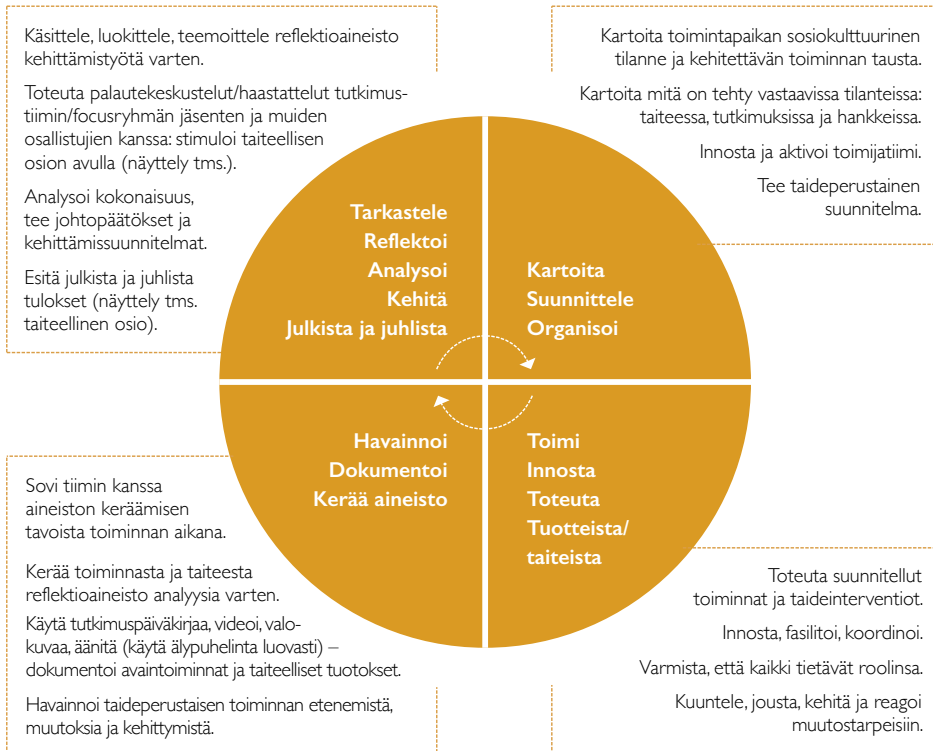 Käsittele, luokittele, teemoittele reflektioaineisto
kehittämistyötä varten.
Toteuta palautekeskustelut/haastattelut tutkimus-
tiimin/focusryhmän jäsenten ja muiden
osallistujien kanssa: stimuloi taiteellisen
osion avulla (näyttely tms.).
Analysoi kokonaisuus,
tee johtopäätökset ja
kehittämissuunnitelmat.
Esitä julkista ja juhlista
tulokset (näyttely tms.
taiteellinen osio).
Kartoita toimintapaikan sosiokulttuurinen
tilanne ja kehitettävän toiminnan tausta.
Kartoita mitä on tehty vastaavissa tilanteissa:
taiteessa, tutkimuksissa ja hankkeissa.
Innosta ja aktivoi toimijatiimi.
Tee taideperustainen
suunnitelma.
Tarkastele
Reflektoi
Analysoi
Kehitä
Julkista ja juhlista
Kartoita
Suunnittele
Organisoi
Havainnoi
Dokumentoi
Kerää aineisto
Toimi
Innosta
Toteuta
Tuotteista/
taiteista
Sovi tiimin kanssa
aineiston keräämisen
tavoista toiminnan aikana.
Kerää toiminnasta ja taiteesta
reflektioaineisto analyysia varten.
Käytä tutkimuspäiväkirjaa, videoi, valo-
kuvaa, äänitä (käytä älypuhelinta luovasti) –
dokumentoi avaintoiminnat ja taiteelliset tuotokset.
Havainnoi taideperustaisen toiminnan etenemistä,
muutoksia ja kehittymistä.
Toteuta suunnitellut
toiminnat ja taideinterventiot.
Innosta, fasilitoi, koordinoi.
Varmista, että kaikki tietävät roolinsa.
Kuuntele, jousta, kehitä ja reagoi
muutostarpeisiin.